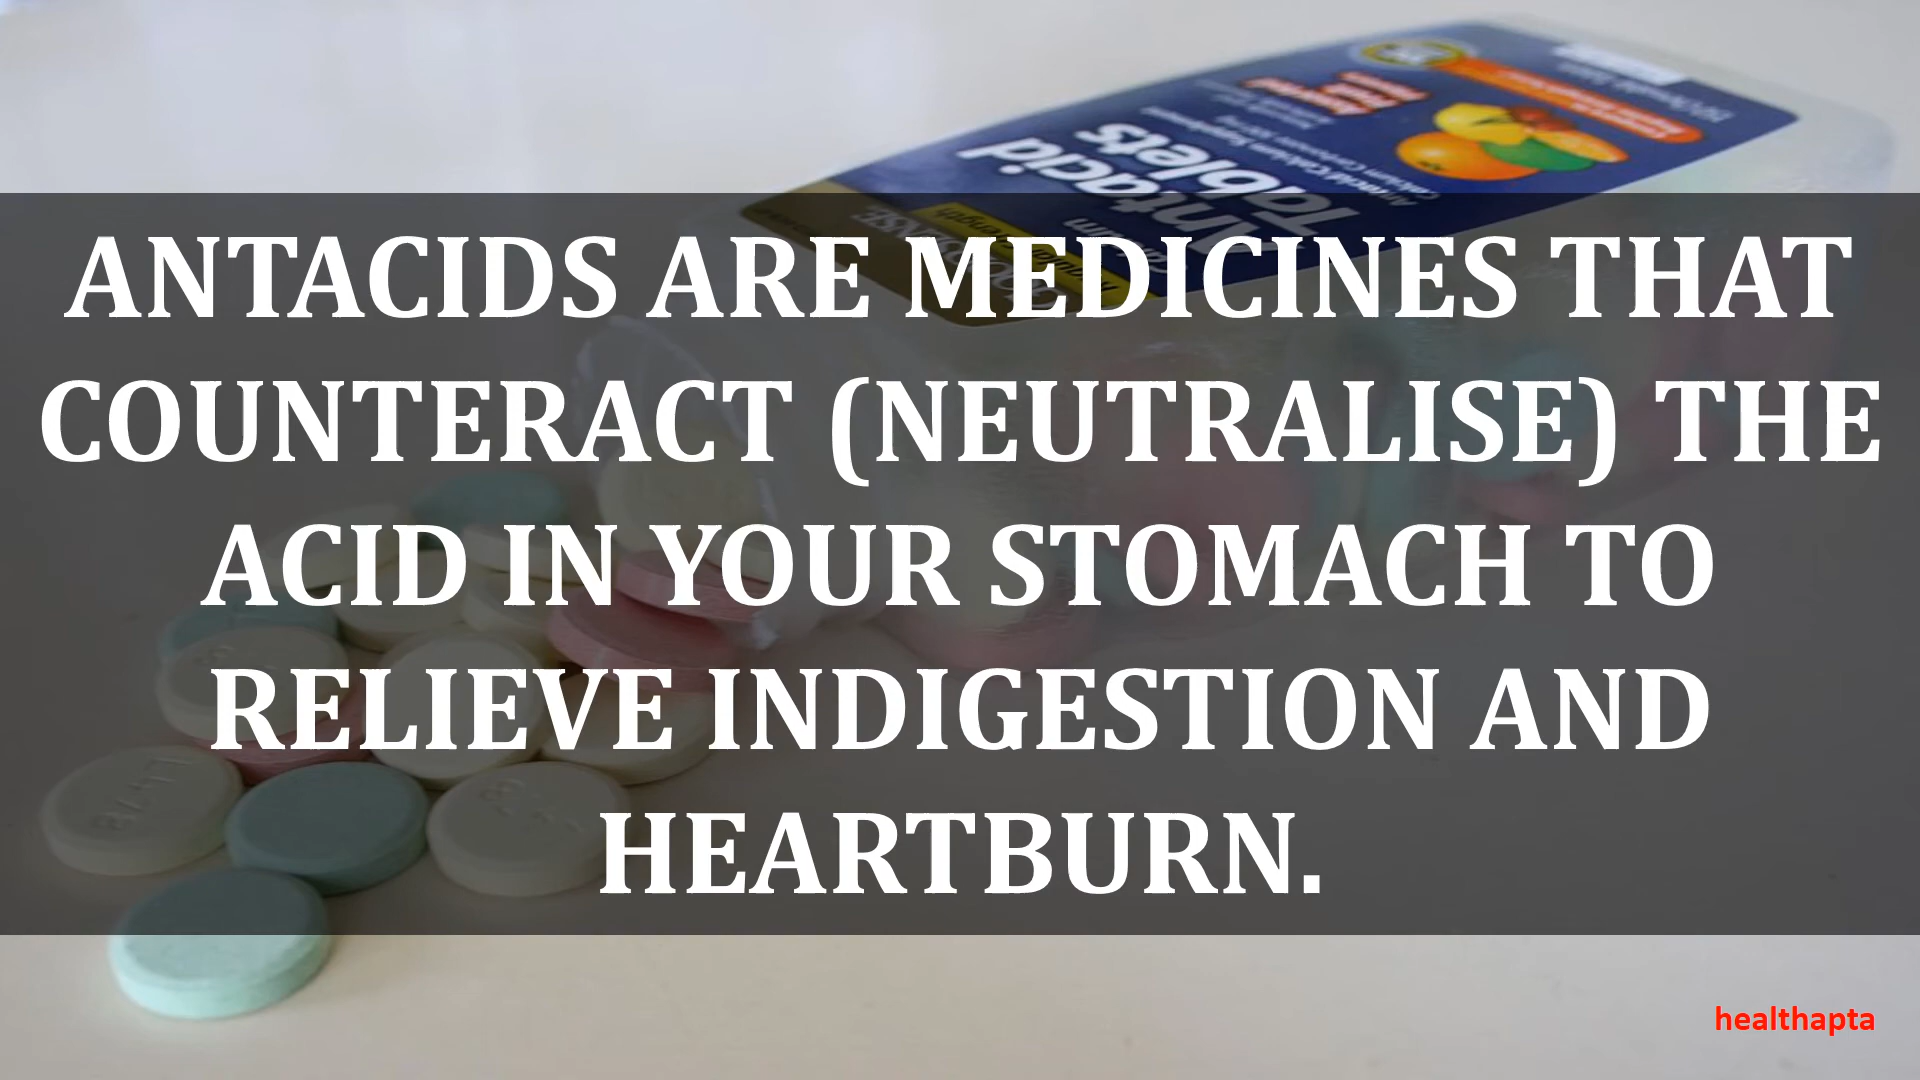 Antacid
Tablets
ANTACIDS ARE MEDICINES THAT
COUNTERACT (NEUTRALISE) THE
ACID IN YOUR STOMACH TO
RELIEVE INDIGESTION AND
HEARTBURN.
healthapta